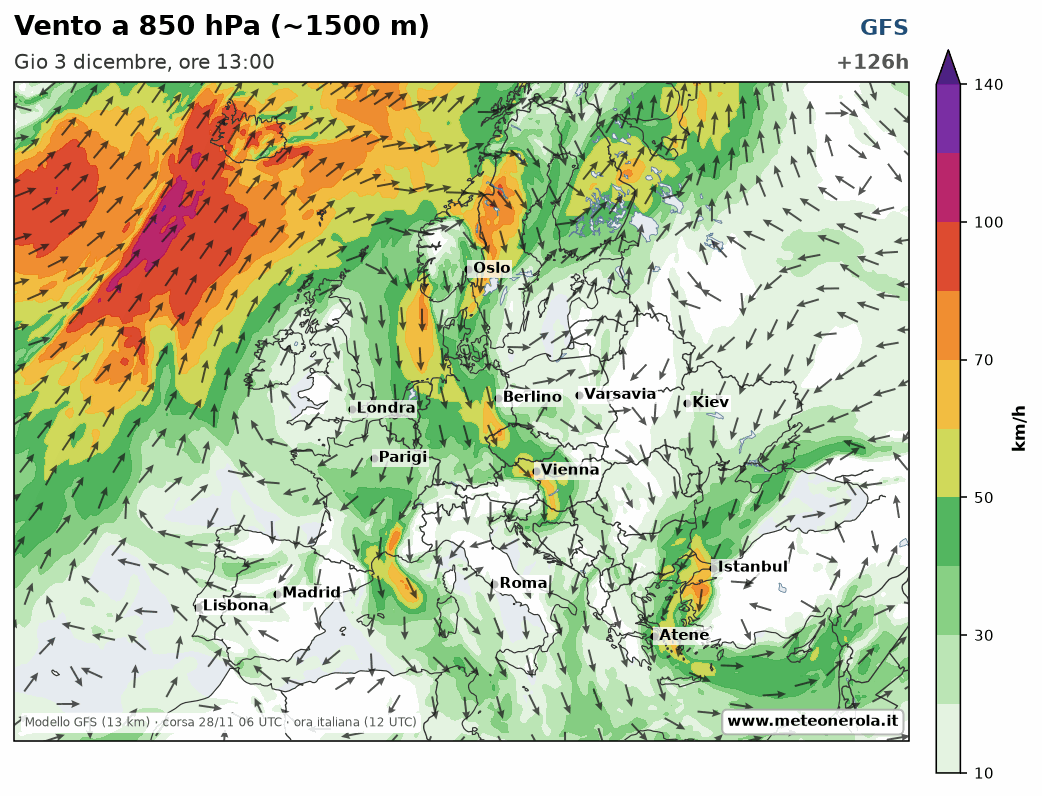 Vento a 850 hPa (~1500 m)
GFS
Gio 3 dicembre, ore 13:00
+126h
140
100
70
50
30
10
km/h
Oslo
Londra
Berlino
Varsavia
Kiev
Parigi
Vienna
Istanbul
Roma
Madrid
Lisbona
Atene
Modello GFS (13 km) · corsa 28/11 06 UTC · ora italiana (12 UTC)
www.meteonerola.it